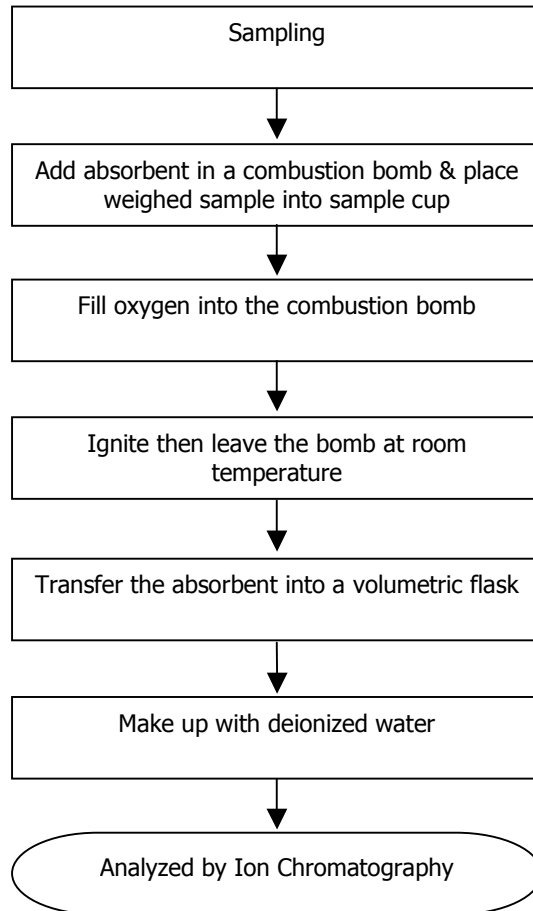 Sampling
Add absorbent in a combustion bomb & place
weighed sample into sample cup
Fill oxygen into the combustion bomb
Ignite then leave the bomb at room
temperature
Transfer the absorbent into a volumetric flask
Make up with deionized water
Analyzed by Ion Chromatography